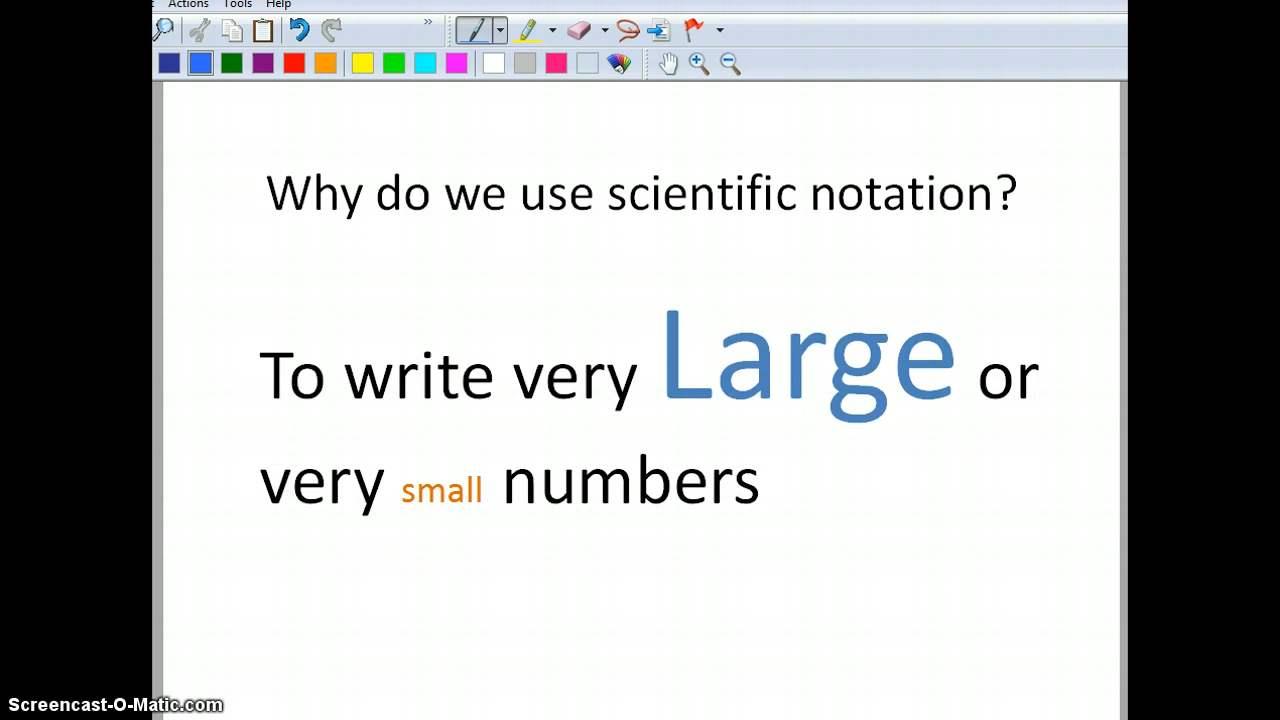 Actions Tools Help
Why do we use scientific notation?
To write very Large or
very small numbers
Screencast-O-Matic.com